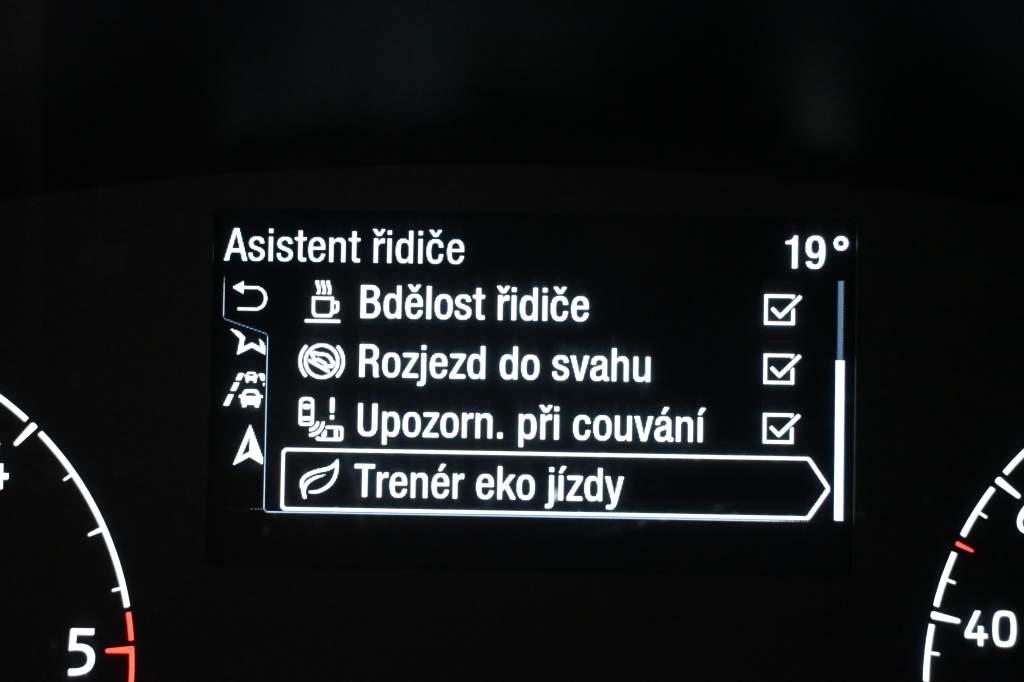 Asistent řidiče 19°
Bdělost řidiče
Rozjezd do svahu
Upozorn. při couvání
Trenér eko jízdy
5
40